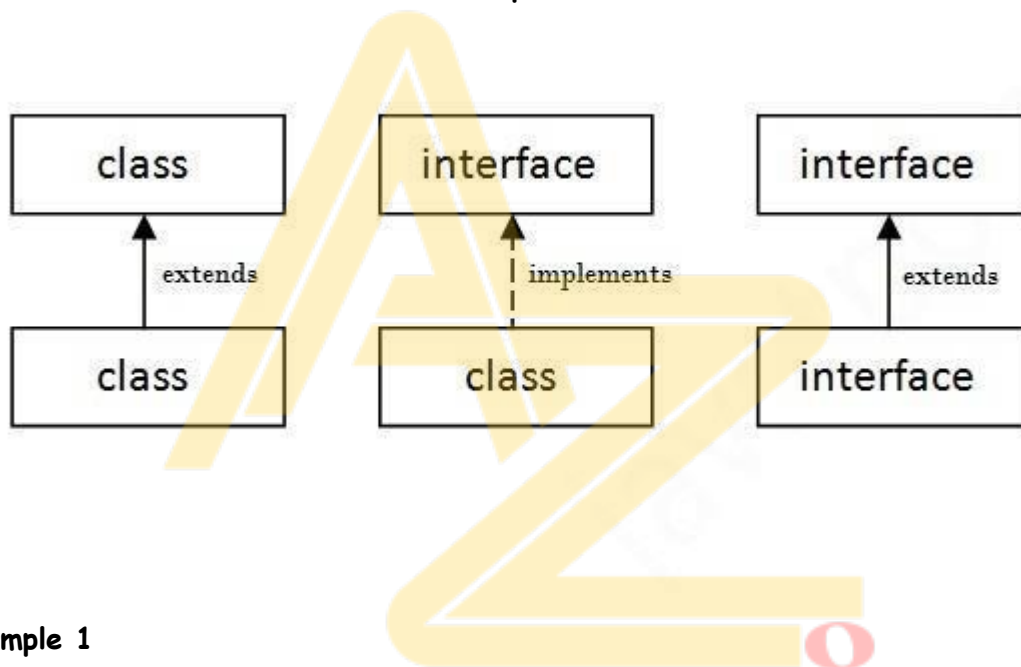 class interface interface
extends implements extends
class class interface
mple 1